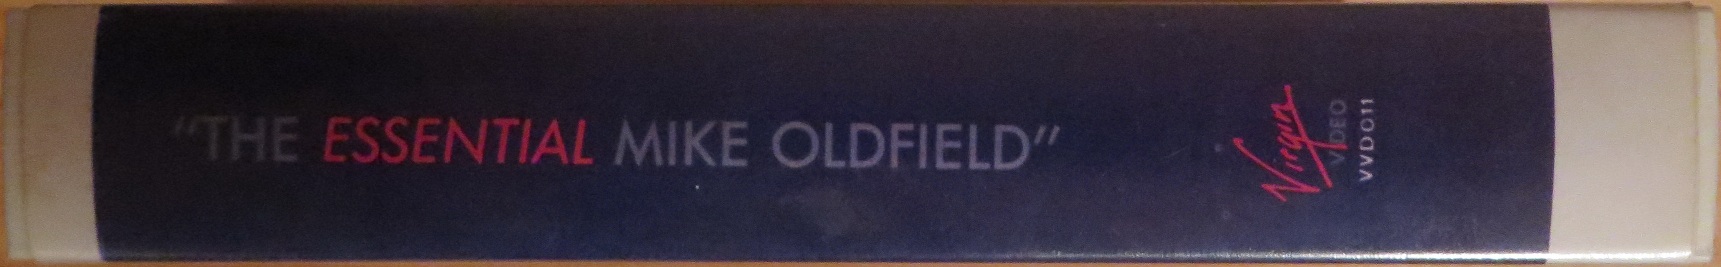 "THE ESSENTIAL MIKE OLDFIELD"
Virgin
VIDEO
VVD011